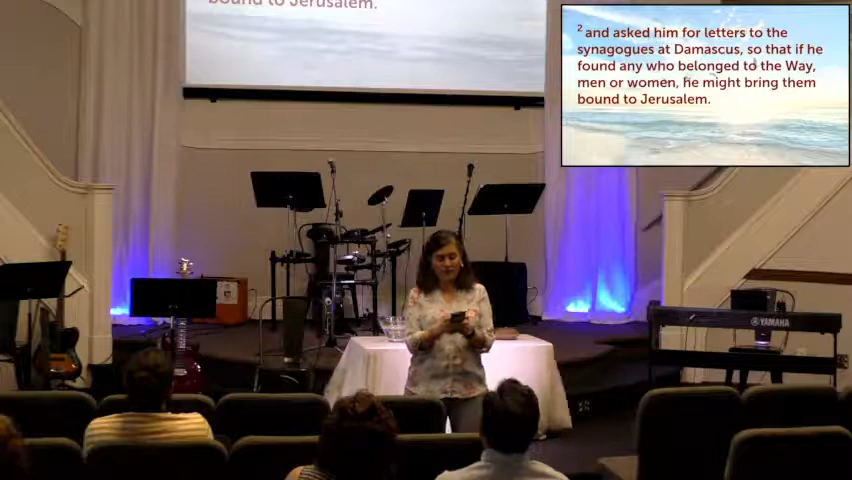 bound to Jerusalem.
2 and asked him for letters to the
synagogues at Damascus, so that if he
found any who belonged to the Way,
men or women, he might bring them
bound to Jerusalem.
YAMAHA